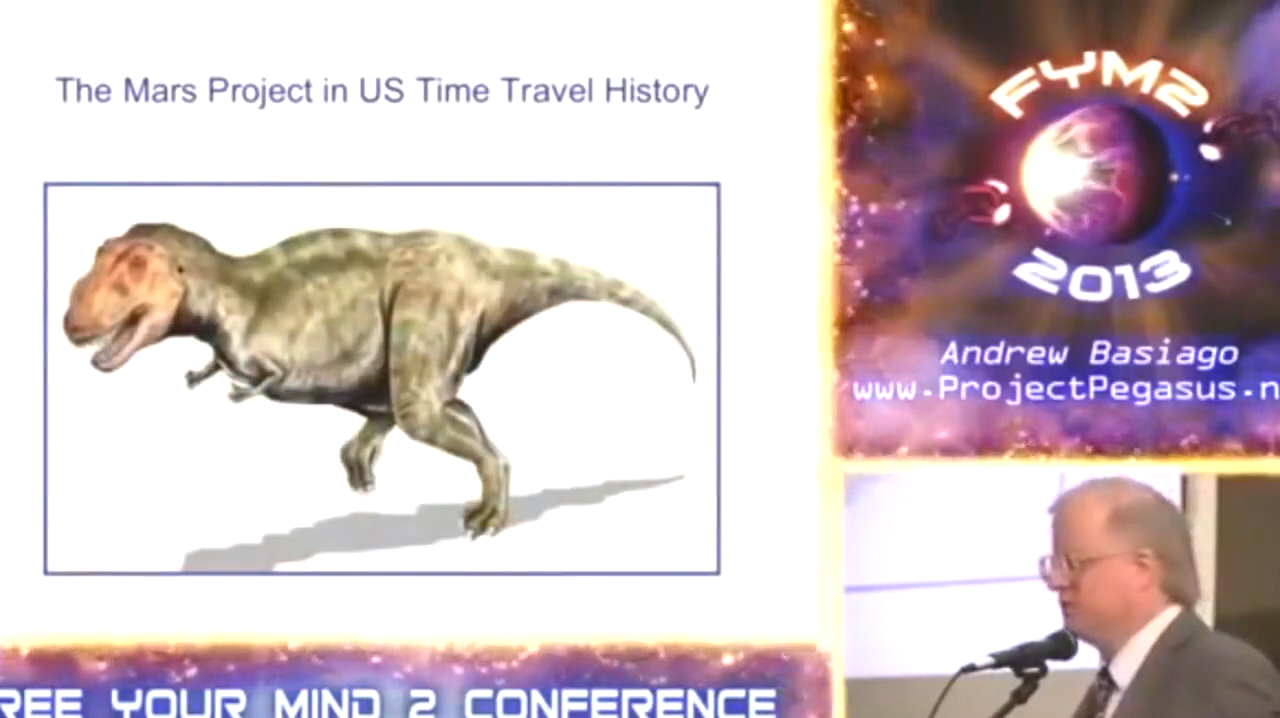 The Mars Project in US Time Travel History
FYM2
2013
Andrew Basiago
www.ProjectPegasus.n
REE YOUR MIND 2 CONFERENCE